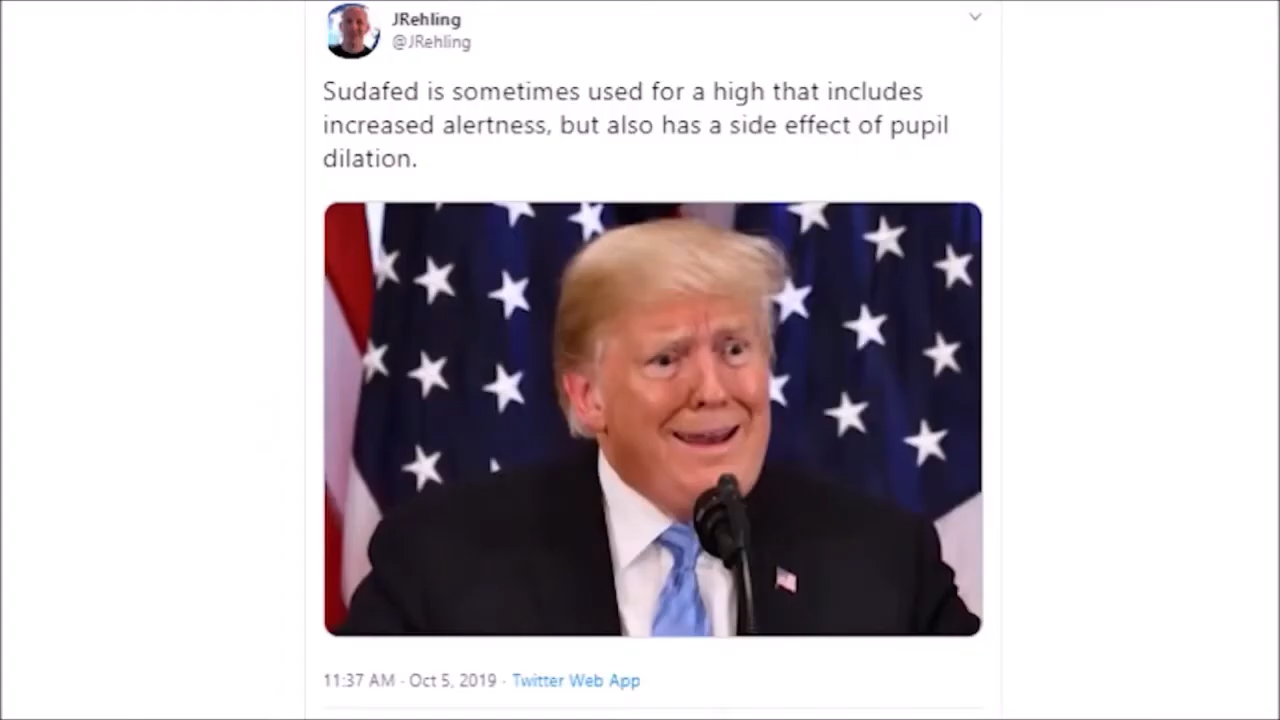 JRehling
@JRehling
Sudafed is sometimes used for a high that includes
increased alertness, but also has a side effect of pupil
dilation.
11:37 AM · Oct 5, 2019 · Twitter Web App